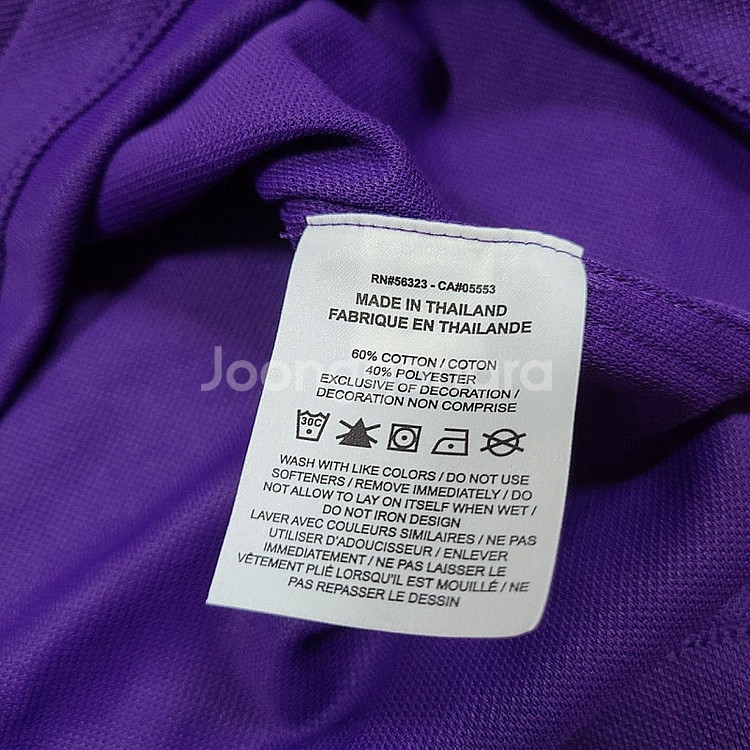 RN#56323 - CA#05553
MADE IN THAILAND
FABRIQUE EN THAILANDE
60% COTTON / COTON
40% POLYESTER
EXCLUSIVE OF DECORATION /
DECORATION NON COMPRISE
30C
WASH WITH LIKE COLORS / DO NOT USE
SOFTENERS / REMOVE IMMEDIATELY / DO
NOT ALLOW TO LAY ON ITSELF WHEN WET /
DO NOT IRON DESIGN
LAVER AVEC COULEURS SIMILAIRES / NE PAS
UTILISER D'ADOUCISSEUR / ENLEVER
IMMEDIATEMENT / NE PAS LAISSER LE
VÊTEMENT PLIÉ LORSQU'IL EST MOUILLÉ / NE
PAS REPASSER LE DESSIN